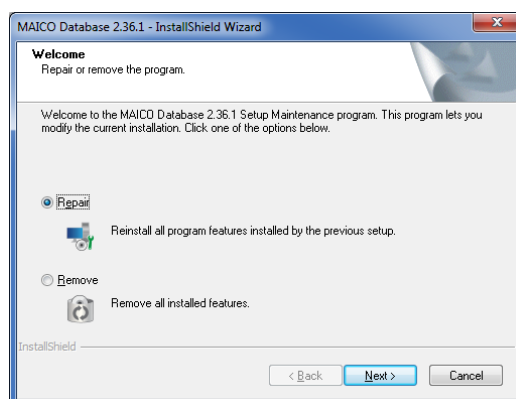 MAICO Database 2.36.1 - InstallShield Wizard
Welcome
Repair or remove the program.
Welcome to the MAICO Database 2.36.1 Setup Maintenance program. This program lets you
modify the current installation. Click one of the options below.
Repair
Reinstall all program features installed by the previous setup.
Remove
Remove all installed features.
InstallShield
< Back Next > Cancel